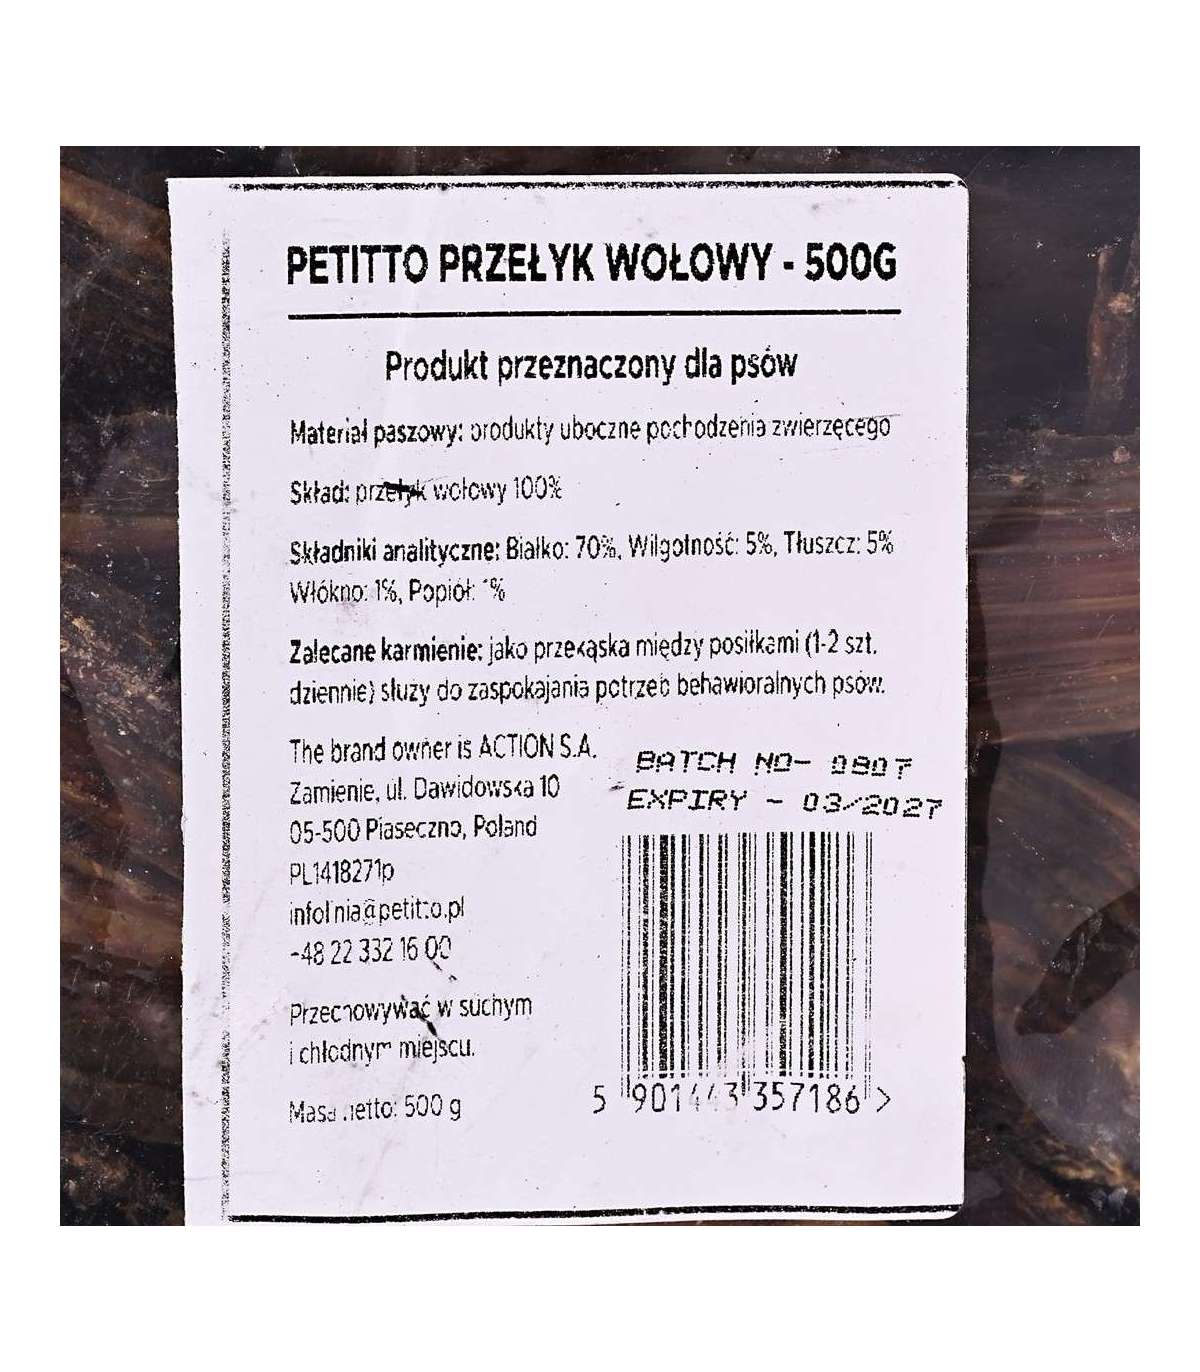 PETITTO PRZEŁYK WOŁOWY - 500G
Produkt przeznaczony dla psów
Materiał paszowy: produkty uboczne pochodzenia zwierzęcego
Skład: przełyk wołowy 100%
Składniki analityczne: Białko: 70%, Wilgotność: 5%, Tłuszcz: 5%
Włókno: 1%, Popiół: 1%
Zalecane karmienie: jako przekąska między posiłkami (1-2 szt.
dziennie) służy do zaspokajania potrzeb behawioralnych psów.
The brand owner is ACTION S.A.
Zamienie, ul. Dawidowska 10
05-500 Piaseczno, Poland
PL1418271p
infolinia@petitto.pl
+48 22 332 16 00
BATCH NO- 0807
EXPIRY - 03/2027
Przechowywać w suchym
i chłodnym miejscu.
Masa netto: 500 g
5 901443 357186 >